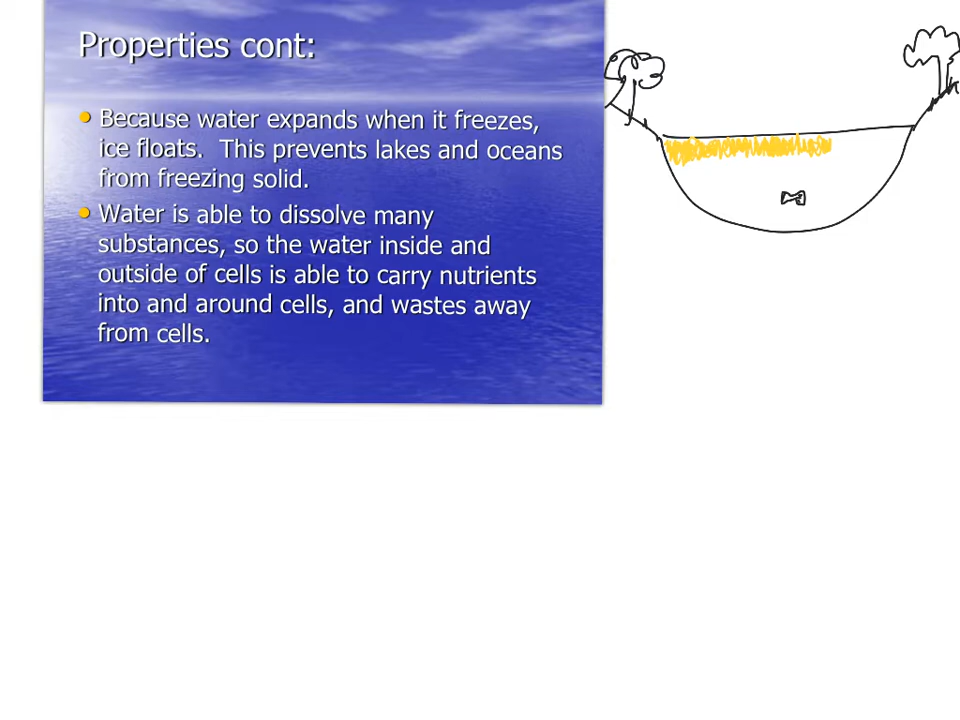 Properties cont:
Because water expands when it freezes,
ice floats. This prevents lakes and oceans
from freezing solid.
Water is able to dissolve many
substances, so the water inside and
outside of cells is able to carry nutrients
into and around cells, and wastes away
from cells.